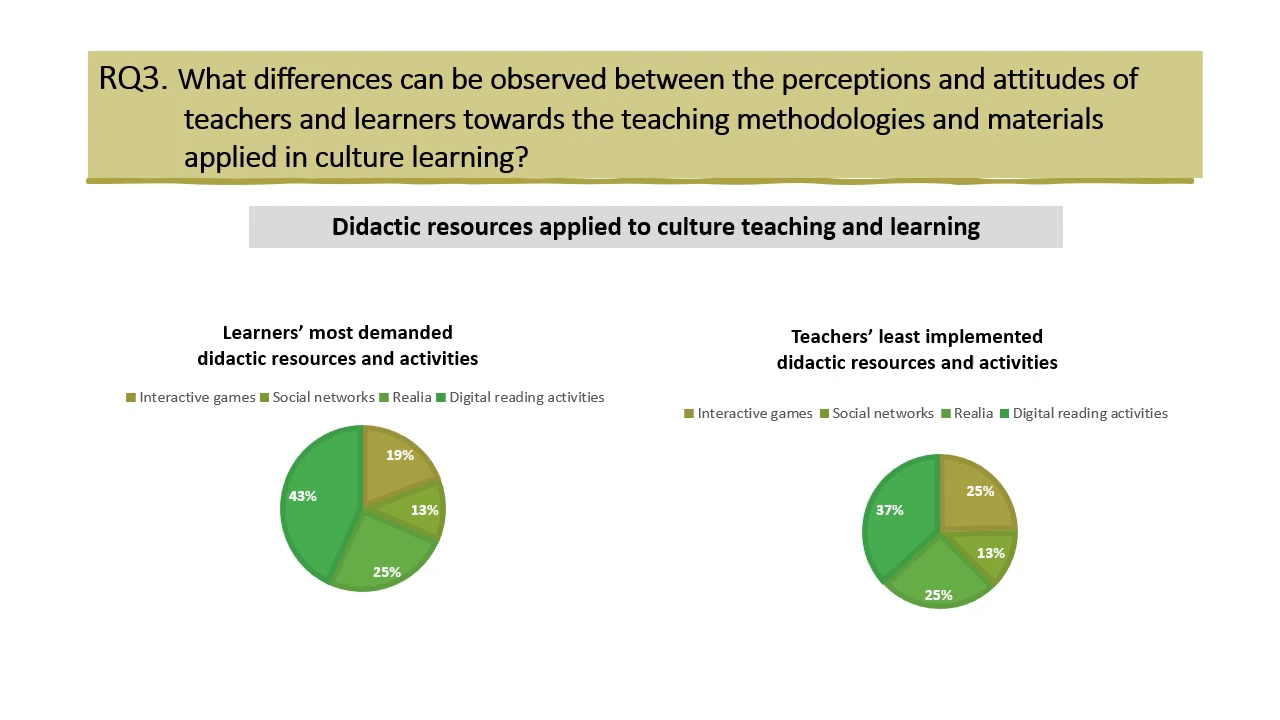 RQ3. What differences can be observed between the perceptions and attitudes of
teachers and learners towards the teaching methodologies and materials
applied in culture learning?
Didactic resources applied to culture teaching and learning
Learners’ most demanded
didactic resources and activities
Interactive games Social networks Realia Digital reading activities
19%
43%
13%
25%
Teachers’ least implemented
didactic resources and activities
Interactive games Social networks Realia Digital reading activities
25%
37%
13%
25%